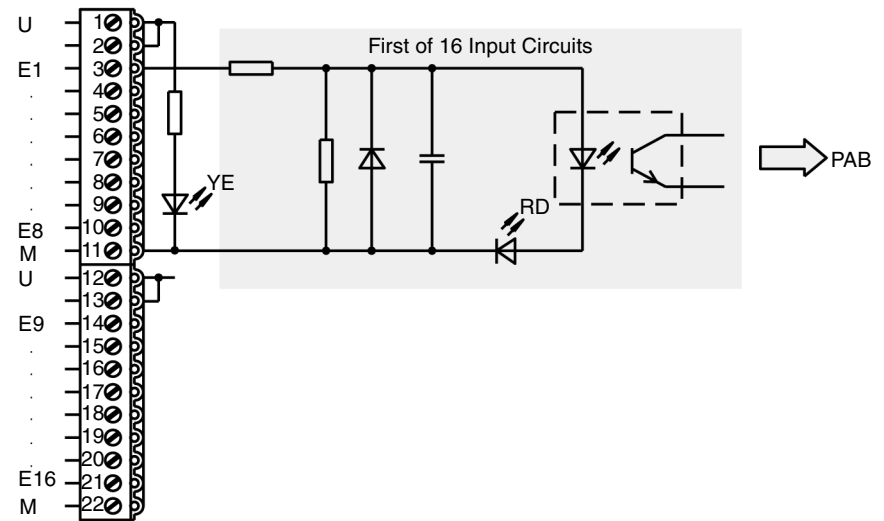 U 1
2
E1 3
. 4
. 5
. 6
. 7
. 8
. 9
E8 10
M 11
U 12
13
E9 14
. 15
. 16
. 17
. 18
. 19
. 20
E16 21
M 22
First of 16 Input Circuits
YE
RD
PAB